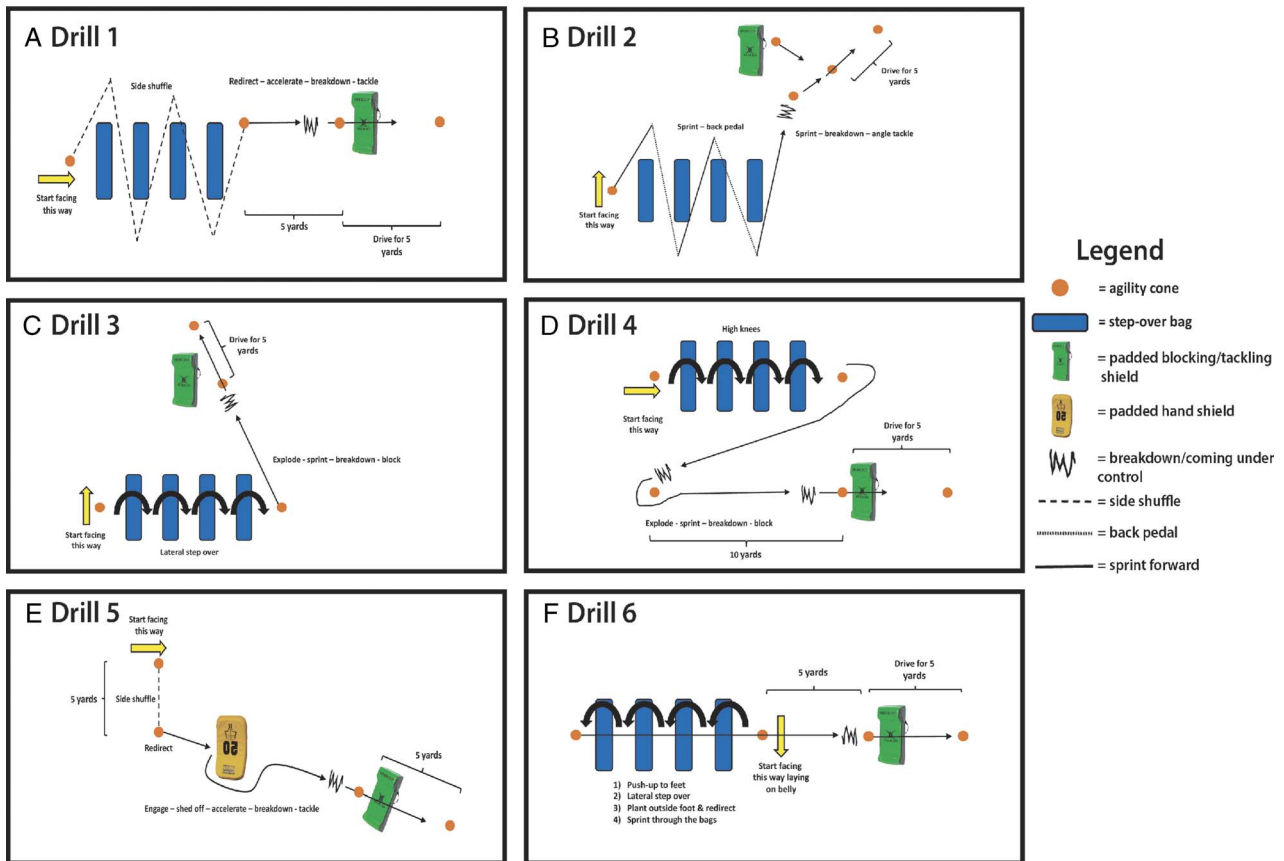 A Drill 1
Side shuffle
Redirect – accelerate – breakdown - tackle
Start facing
this way
5 yards
Drive for 5
yards
B Drill 2
Drive for 5
yards
Sprint – back pedal
Sprint – breakdown – angle tackle
Start facing
this way
C Drill 3
Drive for 5
yards
Explode - sprint – breakdown - block
Start facing
this way
Lateral step over
D Drill 4
High knees
Start facing
this way
Drive for 5
yards
Explode - sprint – breakdown - block
10 yards
E Drill 5
Start facing
this way
5 yards
Side shuffle
Redirect
50
5 yards
Engage – shed off – accelerate – breakdown - tackle
F Drill 6
5 yards
Drive for 5
yards
Start facing
this way laying
on belly
1) Push-up to feet
2) Lateral step over
3) Plant outside foot & redirect
4) Sprint through the bags
Legend
= agility cone
= step-over bag
= padded blocking/tackling
shield
50
= padded hand shield
= breakdown/coming under
control
= side shuffle
= back pedal
= sprint forward